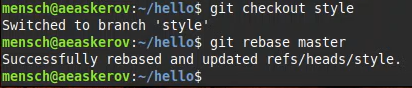 mensch@aeaskerov:~/hello$ git checkout style
Switched to branch 'style'
mensch@aeaskerov:~/hello$ git rebase master
Successfully rebased and updated refs/heads/style.
mensch@aeaskerov:~/hello$